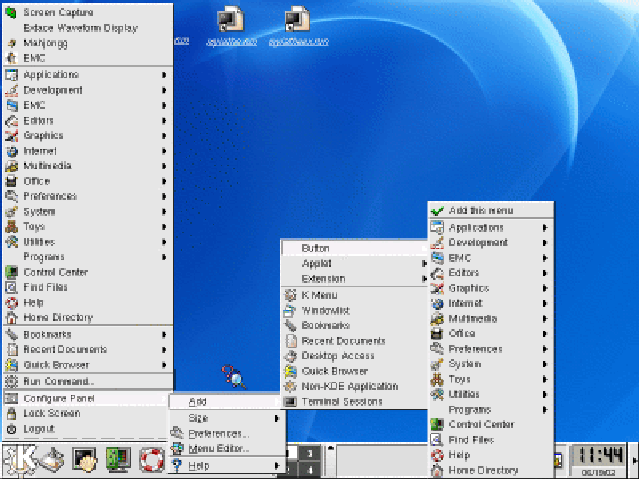 Screen Capture
Extace Waveform Display
Mahjongg
EMC
Applications
Development
EMC
Editors
Graphics
Internet
Multimedia
Office
Preferences
System
Toys
Utilities
Programs
Control Center
Find Files
Help
Home Directory
Bookmarks
Recent Documents
Quick Browser
Run Command...
Configure Panel
Lock Screen
Logout
Add
Size
Preferences...
Menu Editor...
Help
Button
Applet
Extension
K Menu
Windowlist
Bookmarks
Recent Documents
Desktop Access
Quick Browser
Non-KDE Application
Terminal Sessions
Add this menu
Applications
Development
EMC
Editors
Graphics
Internet
Multimedia
Office
Preferences
System
Toys
Utilities
Programs
Control Center
Find Files
Help
Home Directory
3
4
11:44